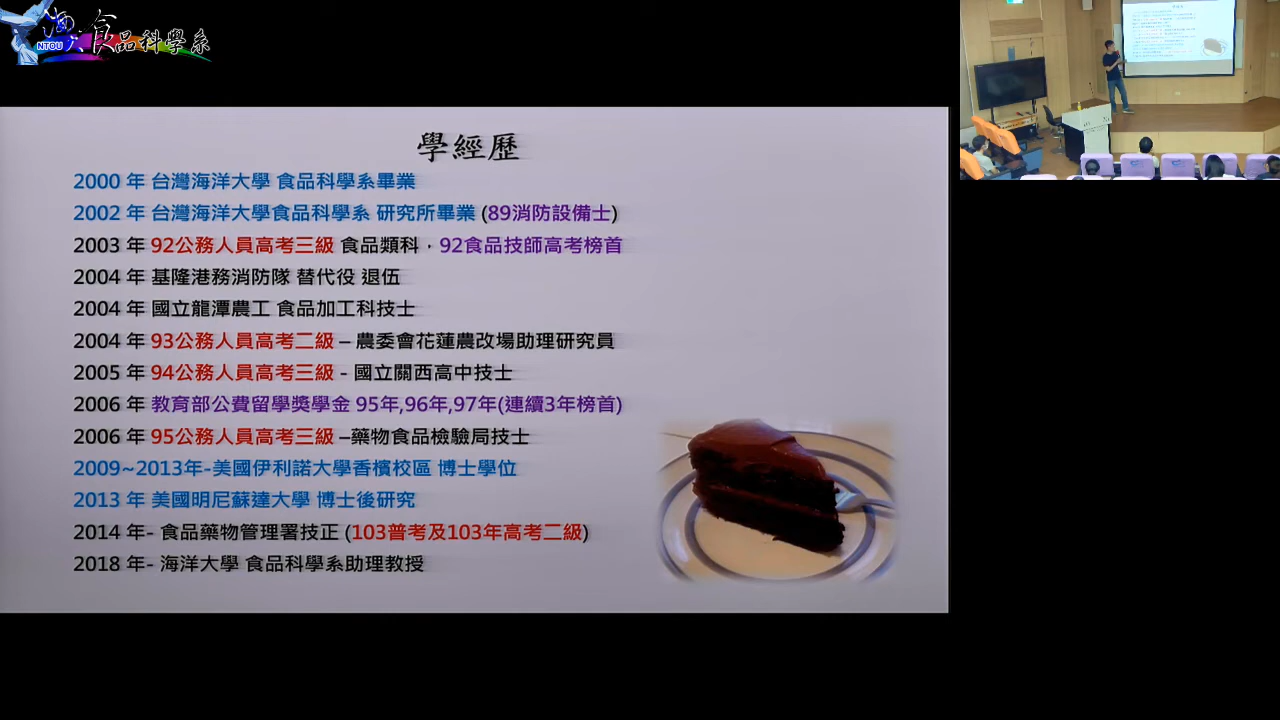 海大食品科學系
NTOU
學經歷
2000 年 台灣海洋大學 食品科學系畢業
2002 年 台灣海洋大學食品科學系 研究所畢業 (89消防設備士)
2003 年 92公務人員高考三級 食品類科，92食品技師高考榜首
2004 年 基隆港務消防隊 替代役 退伍
2004 年 國立龍潭農工 食品加工科技士
2004 年 93公務人員高考二級 – 農委會花蓮農改場助理研究員
2005 年 94公務人員高考三級 - 國立關西高中技士
2006 年 教育部公費留學獎學金 95年,96年,97年(連續3年榜首)
2006 年 95公務人員高考三級 –藥物食品檢驗局技士
2009~2013年-美國伊利諾大學香檳校區 博士學位
2013 年 美國明尼蘇達大學 博士後研究
2014 年- 食品藥物管理署技正 (103普考及103年高考二級)
2018 年- 海洋大學 食品科學系助理教授